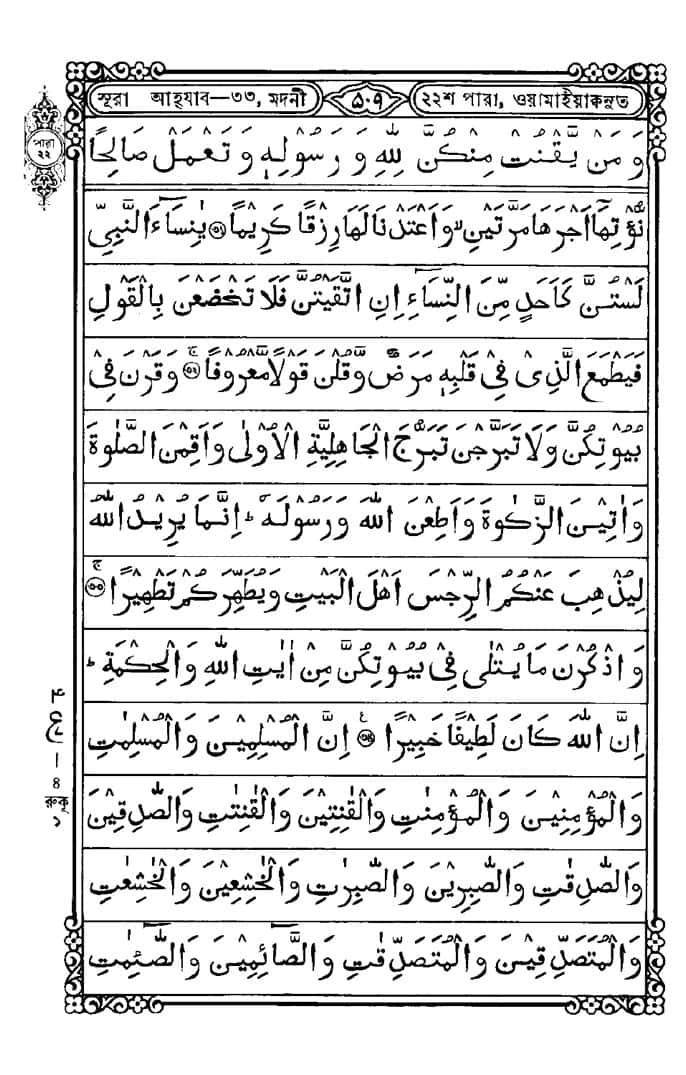 সূরা আহ্‌যাব—৩৩, মদনী
৫০৭
২২শ পারা, ওয়ামাইয়াক্বনুত
পারা
২২
وَ مَنْ يَّقْنُتْ مِنْكُنَّ لِلّٰهِ وَ رَسُوْلِهٖ وَ تَعْمَلْ صَالِحًا
نُّؤْتِهَآ اَجْرَهَا مَرَّتَيْنِ ۙ وَاَعْتَدْنَا لَهَا رِزْقًا كَرِيْمًا ۝٣١ يٰنِسَآءَ النَّبِيِّ
لَسْتُنَّ كَاَحَدٍ مِّنَ النِّسَآءِ اِنِ اتَّقَيْتُنَّ فَلَا تَخْضَعْنَ بِالْقَوْلِ
فَيَطْمَعَ الَّذِيْ فِيْ قَلْبِهٖ مَرَضٌ وَّقُلْنَ قَوْلًا مَّعْرُوْفًا ۝٣٢ۚ وَقَرْنَ فِيْ
بُيُوْتِكُنَّ وَلَا تَبَرَّجْنَ تَبَرُّجَ الْجَاهِلِيَّةِ الْاُوْلٰى وَاَقِمْنَ الصَّلٰوةَ
وَاٰتِيْنَ الزَّكٰوةَ وَاَطِعْنَ اللّٰهَ وَرَسُوْلَهٗ ؕ اِنَّمَا يُرِيْدُ اللّٰهُ
لِيُذْهِبَ عَنْكُمُ الرِّجْسَ اَهْلَ الْبَيْتِ وَيُطَهِّرَكُمْ تَطْهِيْرًا ۝٣٣ۚ
وَاذْكُرْنَ مَا يُتْلٰى فِيْ بُيُوْتِكُنَّ مِنْ اٰيٰتِ اللّٰهِ وَالْحِكْمَةِ ؕ
اِنَّ اللّٰهَ كَانَ لَطِيْفًا خَبِيْرًا ۝٣٤ۧ اِنَّ الْمُسْلِمِيْنَ وَالْمُسْلِمٰتِ
وَالْمُؤْمِنِيْنَ وَالْمُؤْمِنٰتِ وَالْقٰنِتِيْنَ وَالْقٰنِتٰتِ وَالصّٰدِقِيْنَ
وَالصّٰدِقٰتِ وَالصّٰبِرِيْنَ وَالصّٰبِرٰتِ وَالْخٰشِعِيْنَ وَالْخٰشِعٰتِ
وَالْمُتَصَدِّقِيْنَ وَالْمُتَصَدِّقٰتِ وَالصَّآئِمِيْنَ وَالصّٰٓئِمٰتِ
৪
রুকূ
১